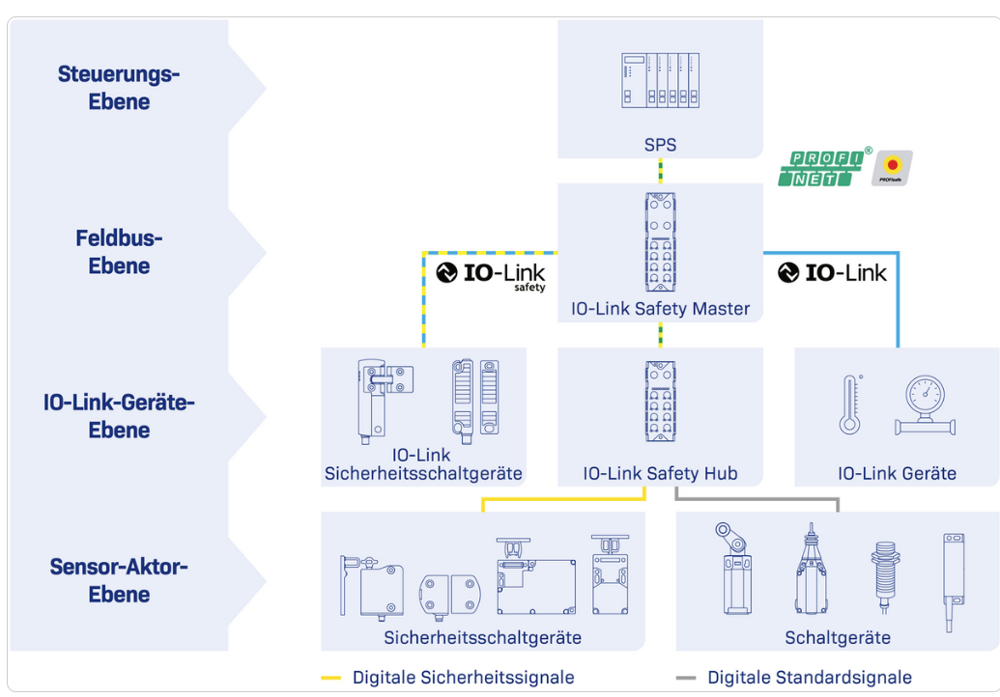 Steuerungs-
Ebene
SPS
PROFI®
NET
PROFIsafe
Feldbus-
Ebene
IO-Link
safety
IO-Link
IO-Link Safety Master
IO-Link-Geräte-
Ebene
IO-Link
Sicherheitsschaltgeräte
IO-Link Safety Hub
IO-Link Geräte
Sensor-Aktor-
Ebene
Sicherheitsschaltgeräte
Schaltgeräte
Digitale Sicherheitssignale
Digitale Standardsignale